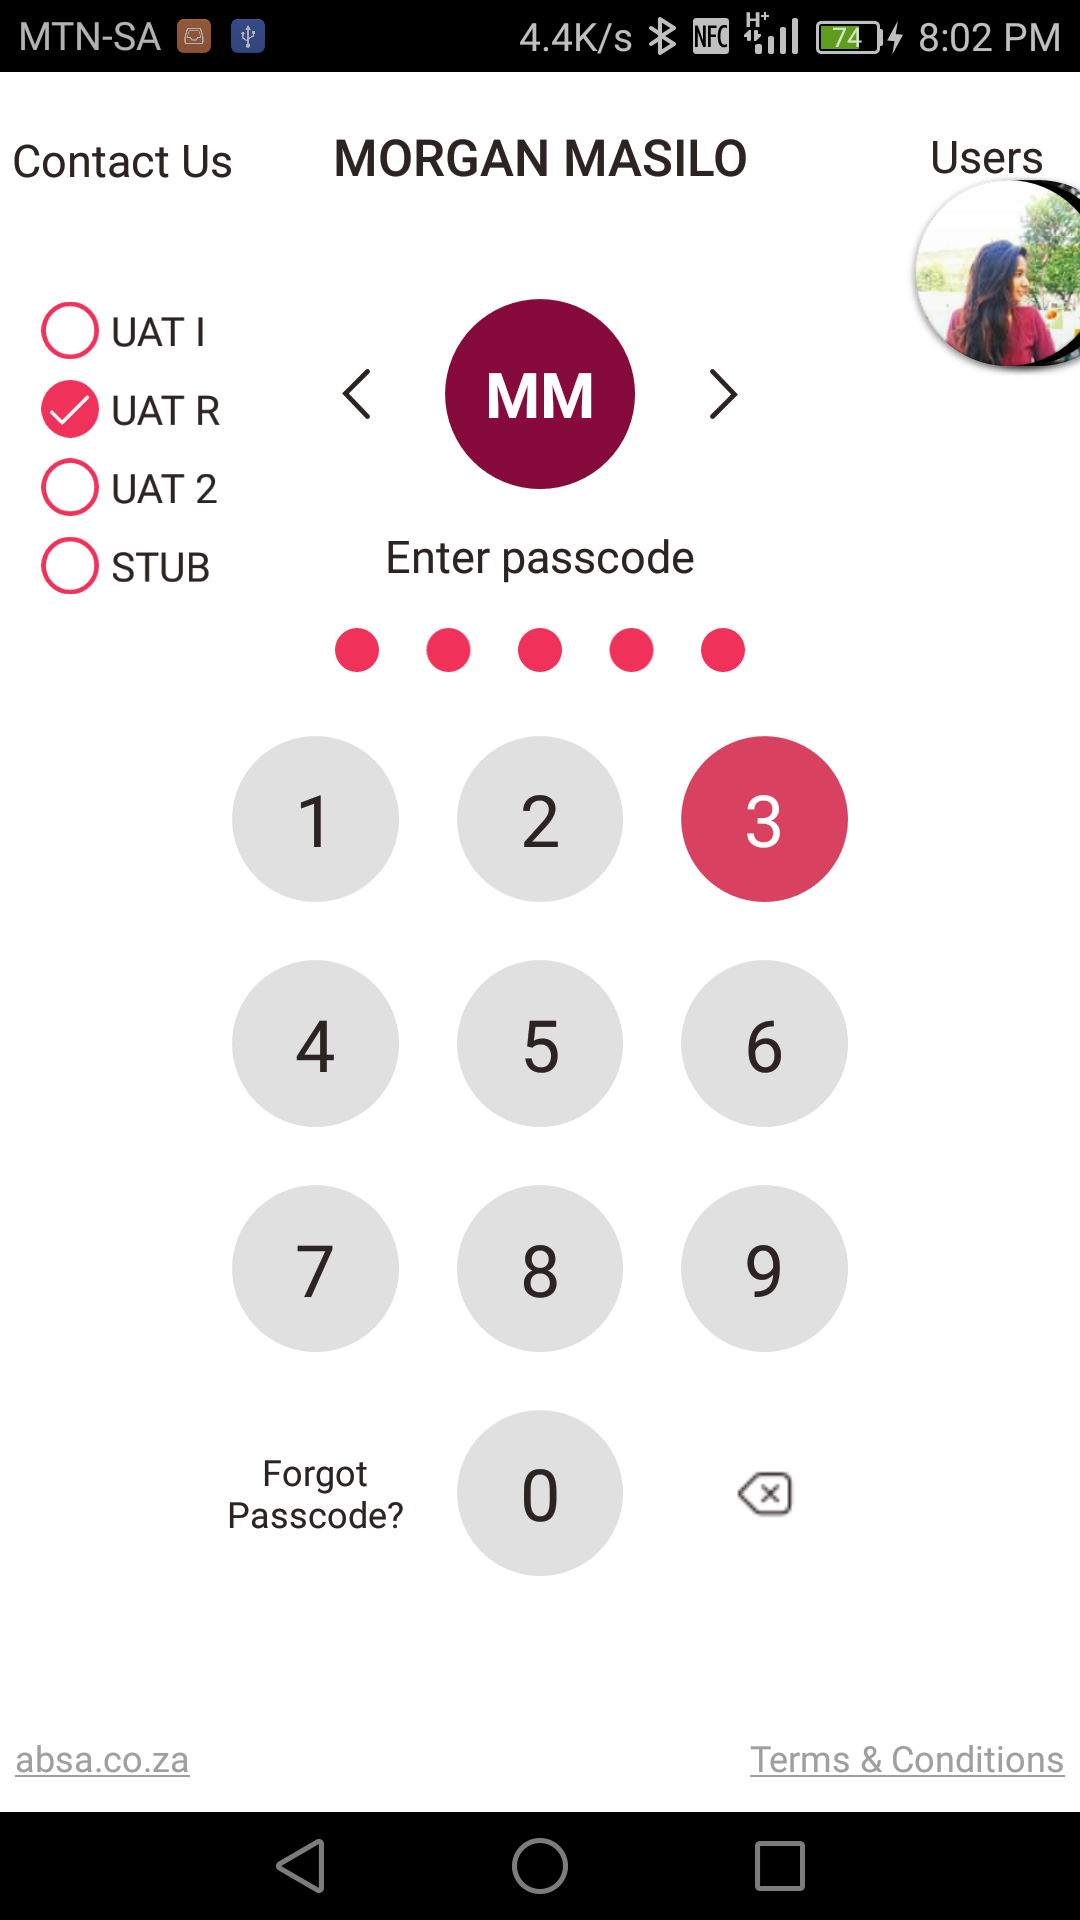 MTN-SA 4.4K/s NFC H+ 74 8:02 PM
Contact Us MORGAN MASILO Users
UAT I
UAT R
UAT 2
STUB
MM
Enter passcode
1 2 3
4 5 6
7 8 9
Forgot
Passcode?
0
absa.co.za Terms & Conditions